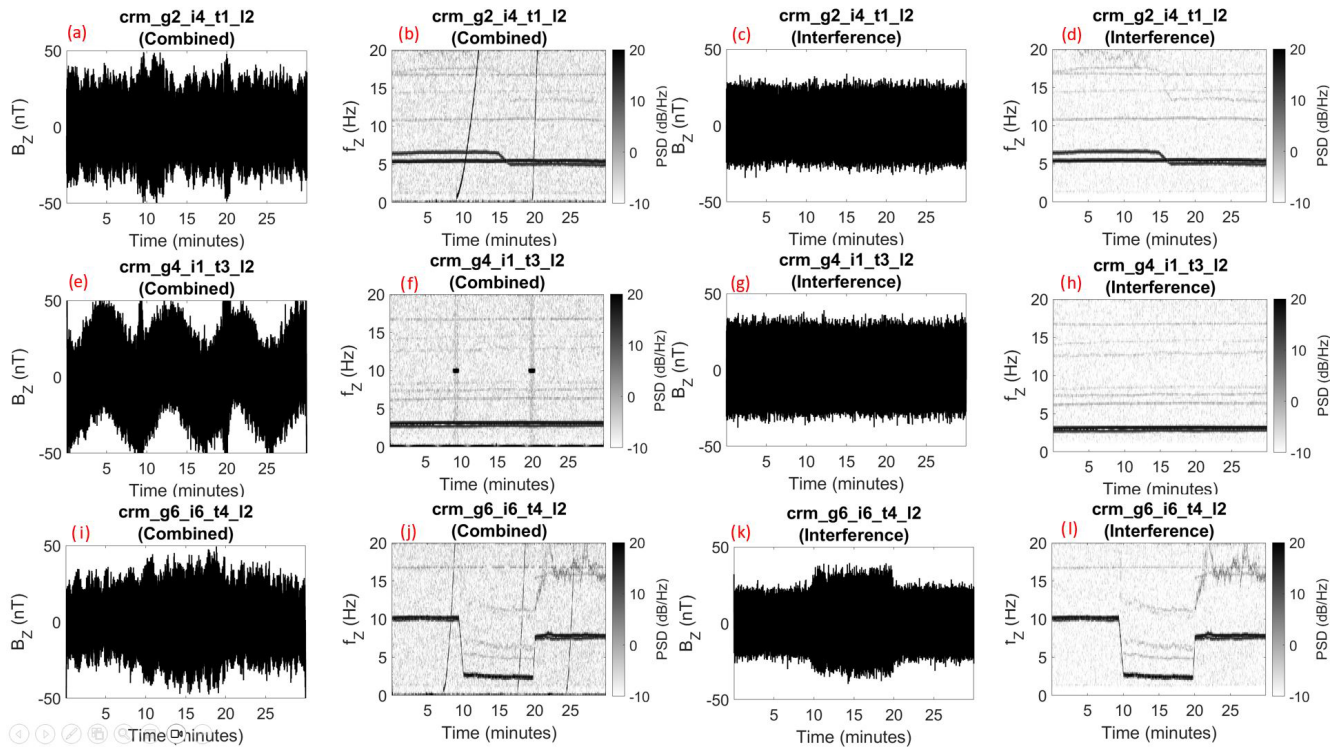 crm_g2_i4_t1_l2
(a)
(Combined)
50
0
-50
B_Z (nT)
5 10 15 20 25
Time (minutes)
crm_g2_i4_t1_l2
(b)
(Combined)
20
15
10
5
0
f_Z (Hz)
5 10 15 20 25
Time (minutes)
20
10
0
-10
PSD (dB/Hz)
crm_g2_i4_t1_l2
(c)
(Interference)
50
0
-50
B_Z (nT)
5 10 15 20 25
Time (minutes)
crm_g2_i4_t1_l2
(d)
(Interference)
20
15
10
5
0
f_Z (Hz)
5 10 15 20 25
Time (minutes)
20
10
0
-10
PSD (dB/Hz)
crm_g4_i1_t3_l2
(e)
(Combined)
50
0
-50
B_Z (nT)
5 10 15 20 25
Time (minutes)
crm_g4_i1_t3_l2
(f)
(Combined)
20
15
10
5
0
f_Z (Hz)
5 10 15 20 25
Time (minutes)
20
10
0
-10
PSD (dB/Hz)
crm_g4_i1_t3_l2
(g)
(Interference)
50
0
-50
B_Z (nT)
5 10 15 20 25
Time (minutes)
crm_g4_i1_t3_l2
(h)
(Interference)
20
15
10
5
0
f_Z (Hz)
5 10 15 20 25
Time (minutes)
20
10
0
-10
PSD (dB/Hz)
crm_g6_i6_t4_l2
(i)
(Combined)
50
0
-50
B_Z (nT)
5 10 15 20 25
Time (minutes)
crm_g6_i6_t4_l2
(j)
(Combined)
20
15
10
5
0
f_Z (Hz)
5 10 15 20 25
Time (minutes)
20
10
0
-10
PSD (dB/Hz)
crm_g6_i6_t4_l2
(k)
(Interference)
50
0
-50
B_Z (nT)
5 10 15 20 25
Time (minutes)
crm_g6_i6_t4_l2
(l)
(Interference)
20
15
10
5
0
f_Z (Hz)
5 10 15 20 25
Time (minutes)
20
10
0
-10
PSD (dB/Hz)